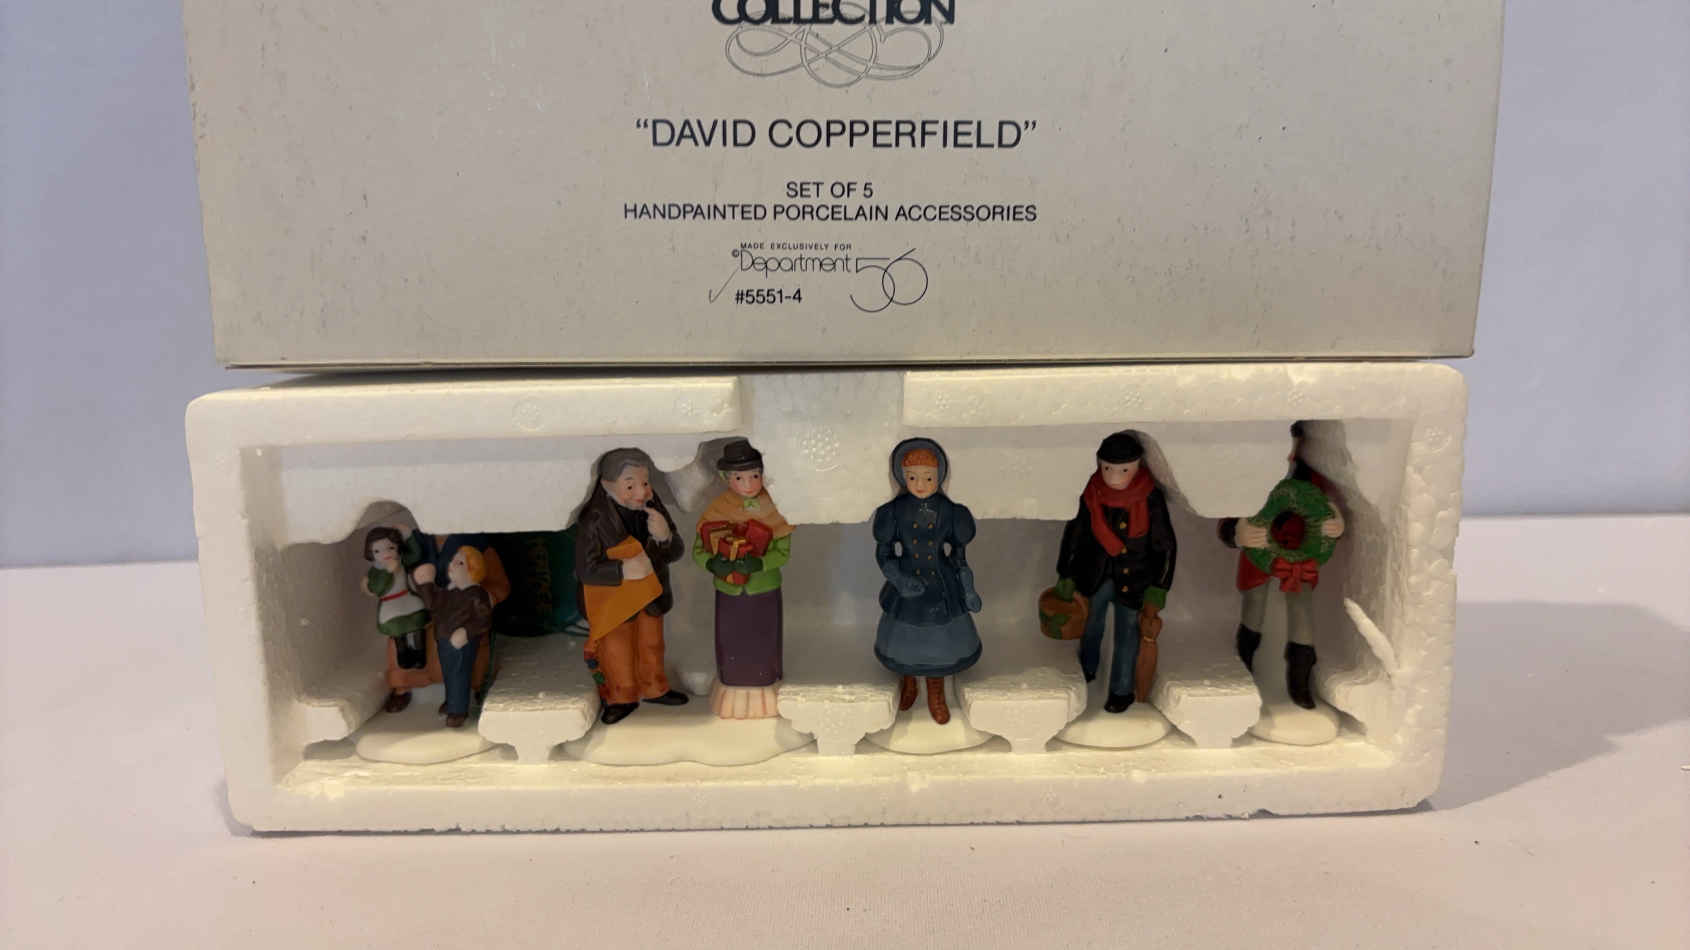 COLLECTION
"DAVID COPPERFIELD"
SET OF 5
HANDPAINTED PORCELAIN ACCESSORIES
MADE EXCLUSIVELY FOR
©Department 56
#5551-4